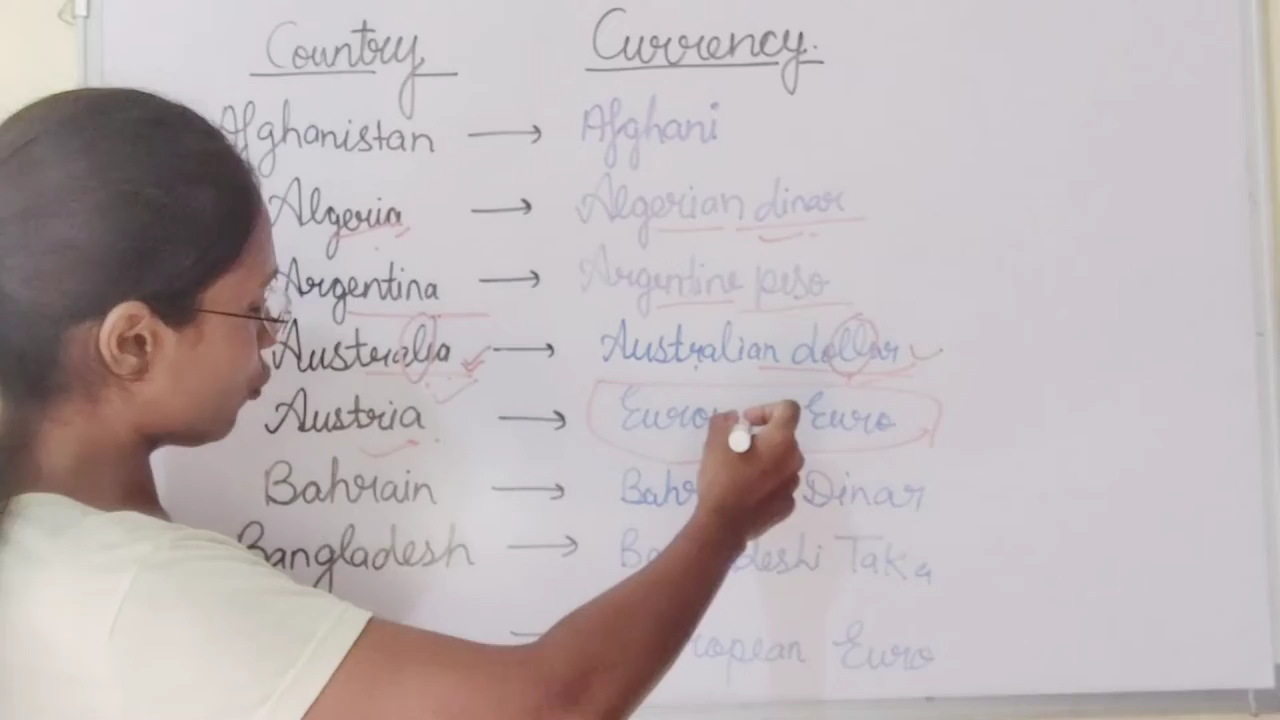 Country Currency.
Afghanistan → Afghani
Algeria → Algerian dinar
Argentina → Argentine peso
Australia → Australian dollar
Austria → Euro
Bahrain → Dinar
Bangladesh → Taka
Euro